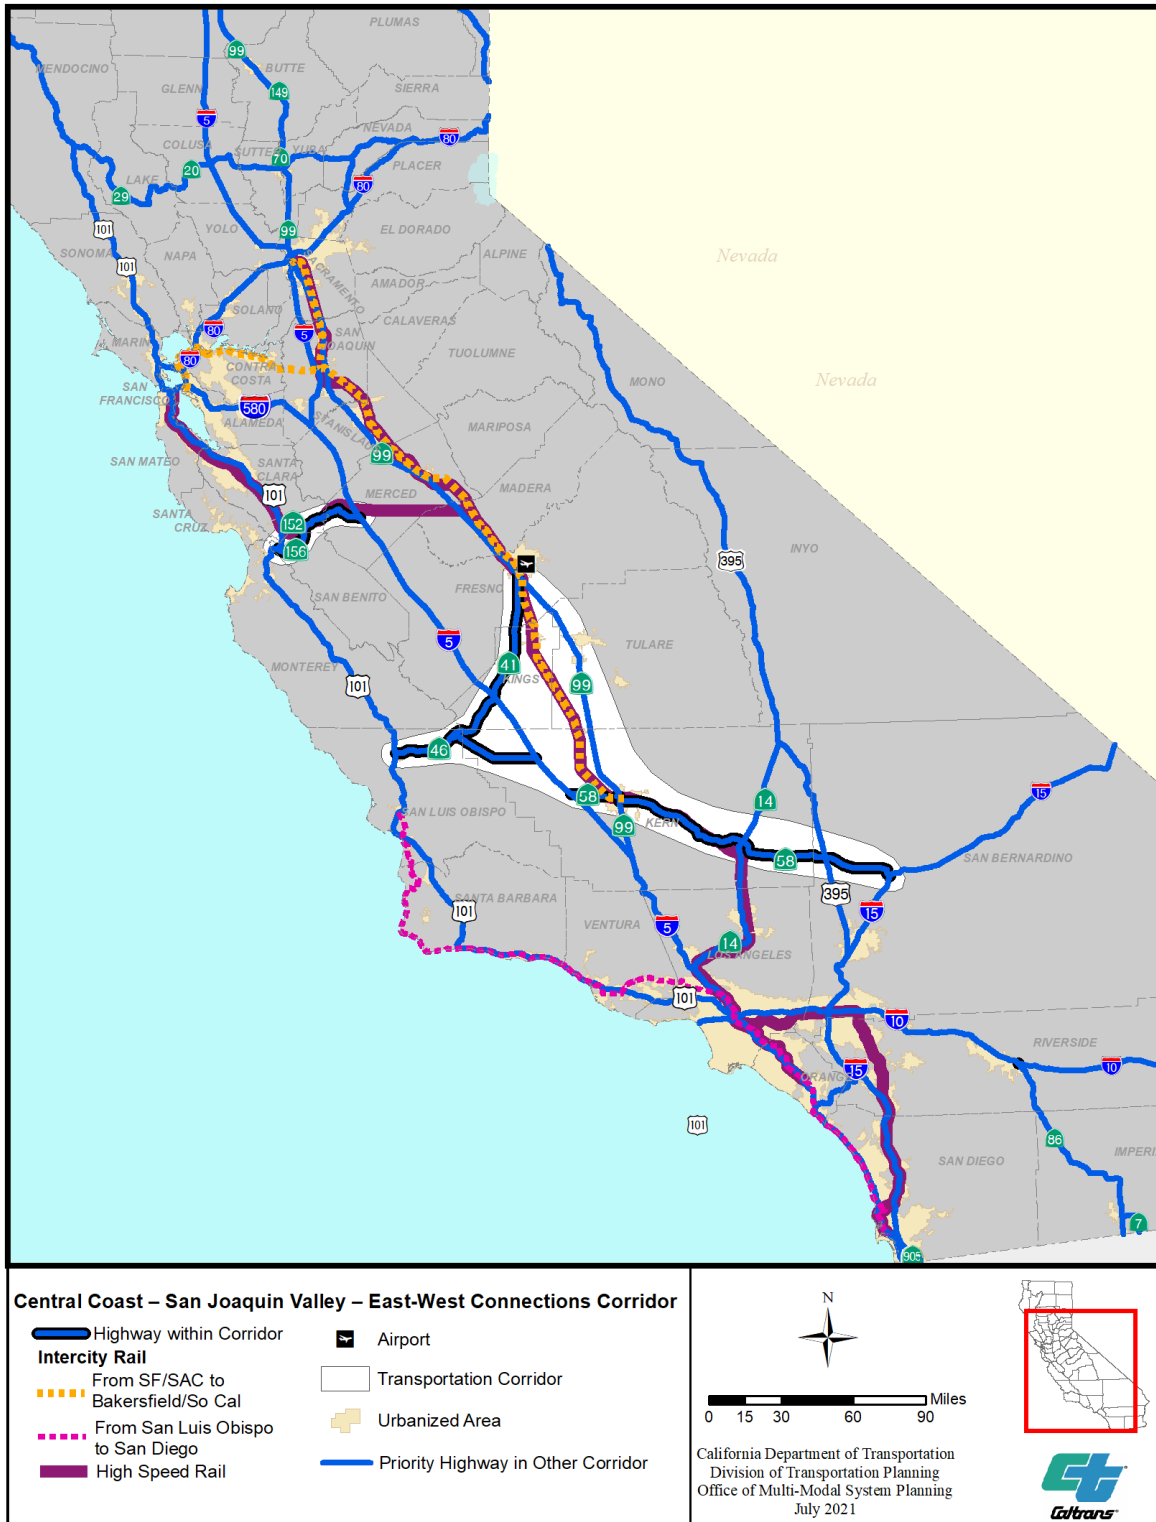 PLUMAS
99
MENDOCINO
BUTTE
GLENN
149
SIERRA
5
NEVADA
80
COLUSA
SUTTER
YUBA
70
PLACER
20
LAKE
80
29
101
99
YOLO
EL DORADO
SONOMA
NAPA
ALPINE
Nevada
101
SACRAMENTO
AMADOR
SOLANO
CALAVERAS
80
5
SAN
JOAQUIN
MARIN
80
TUOLUMNE
CONTRA
COSTA
MONO
Nevada
SAN
FRANCISCO
580
ALAMEDA
STANISLAUS
MARIPOSA
99
SAN MATEO
SANTA
CLARA
101
MERCED
MADERA
SANTA
CRUZ
152
156
INYO
395
FRESNO
SAN BENITO
5
TULARE
MONTEREY
41
KINGS
101
99
46
15
58
14
SAN LUIS OBISPO
99
KERN
58
SAN BERNARDINO
395
SANTA BARBARA
101
15
VENTURA
5
14
LOS ANGELES
101
10
RIVERSIDE
15
10
ORANGE
101
86
SAN DIEGO
IMPERI
7
905
Central Coast – San Joaquin Valley – East-West Connections Corridor
Highway within Corridor
Intercity Rail
From SF/SAC to
Bakersfield/So Cal
From San Luis Obispo
to San Diego
High Speed Rail
Airport
Transportation Corridor
Urbanized Area
Priority Highway in Other Corridor
N
Miles
0 15 30 60 90
California Department of Transportation
Division of Transportation Planning
Office of Multi-Modal System Planning
July 2021
ct
Caltrans